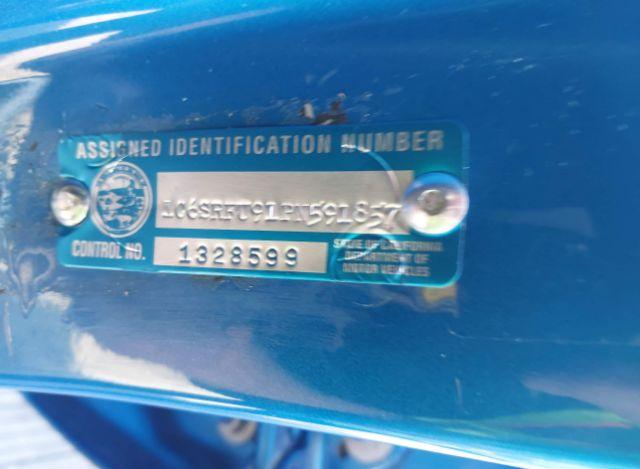 ASSIGNED IDENTIFICATION NUMBER
1C6SRFU91PN591857
CONTROL NO.
1328599
STATE OF CALIFORNIA
DEPARTMENT OF
MOTOR VEHICLES